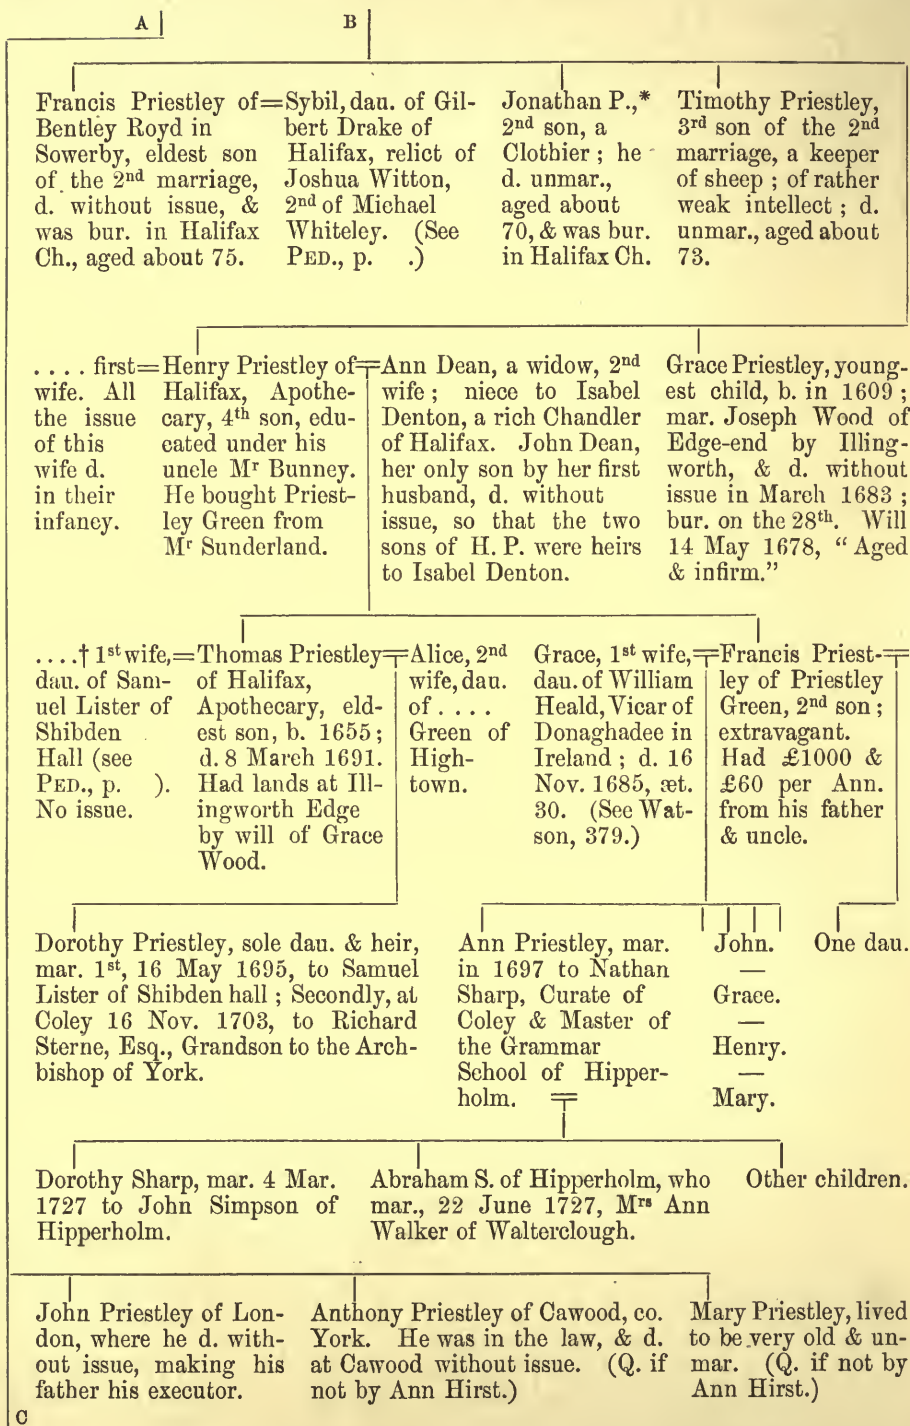 A B
Francis Priestley of=
Bentley Royd in
Sowerby, eldest son
of the 2nd marriage,
d. without issue, &
was bur. in Halifax
Ch., aged about 75.
Sybil, dau. of Gil-
bert Drake of
Halifax, relict of
Joshua Witton,
2nd of Michael
Whiteley. (See
PED., p. .)
Jonathan P.,*
2nd son, a
Clothier ; he
d. unmar.,
aged about
70, & was bur.
in Halifax Ch.
Timothy Priestley,
3rd son of the 2nd
marriage, a keeper
of sheep ; of rather
weak intellect ; d.
unmar., aged about
73.
. . . . first=
wife. All
the issue
of this
wife d.
in their
infancy.
Henry Priestley of=
Halifax, Apothe-
cary, 4th son, edu-
cated under his
uncle Mr Bunney.
He bought Priest-
ley Green from
Mr Sunderland.
Ann Dean, a widow, 2nd
wife ; niece to Isabel
Denton, a rich Chandler
of Halifax. John Dean,
her only son by her first
husband, d. without
issue, so that the two
sons of H. P. were heirs
to Isabel Denton.
Grace Priestley, young-
est child, b. in 1609 ;
mar. Joseph Wood of
Edge-end by Illing-
worth, & d. without
issue in March 1683 ;
bur. on the 28th. Will
14 May 1678, “ Aged
& infirm.”
. . . .† 1st wife,=
dau. of Sam-
uel Lister of
Shibden
Hall (see
PED., p. ).
No issue.
Thomas Priestley=
of Halifax,
Apothecary, eld-
est son, b. 1655 ;
d. 8 March 1691.
Had lands at Ill-
ingworth Edge
by will of Grace
Wood.
Alice, 2nd
wife, dau.
of . . . .
Green of
High-
town.
Grace, 1st wife,=
dau. of William
Heald, Vicar of
Donaghadee in
Ireland ; d. 16
Nov. 1685, æt.
30. (See Wat-
son, 379.)
Francis Priest-=
ley of Priestley
Green, 2nd son ;
extravagant.
Had £1000 &
£60 per Ann.
from his father
& uncle.
Dorothy Priestley, sole dau. & heir,
mar. 1st, 16 May 1695, to Samuel
Lister of Shibden hall ; Secondly, at
Coley 16 Nov. 1703, to Richard
Sterne, Esq., Grandson to the Arch-
bishop of York.
Ann Priestley, mar.
in 1697 to Nathan
Sharp, Curate of
Coley & Master of
the Grammar
School of Hipper-
holm. =
John.
—
Grace.
—
Henry.
—
Mary.
One dau.
Dorothy Sharp, mar. 4 Mar.
1727 to John Simpson of
Hipperholm.
Abraham S. of Hipperholm, who
mar., 22 June 1727, Mrs Ann
Walker of Walterclough.
Other children.
John Priestley of Lon-
don, where he d. with-
out issue, making his
father his executor.
Anthony Priestley of Cawood, co.
York. He was in the law, & d.
at Cawood without issue. (Q. if
not by Ann Hirst.)
Mary Priestley, lived
to be very old & un-
mar. (Q. if not by
Ann Hirst.)
C